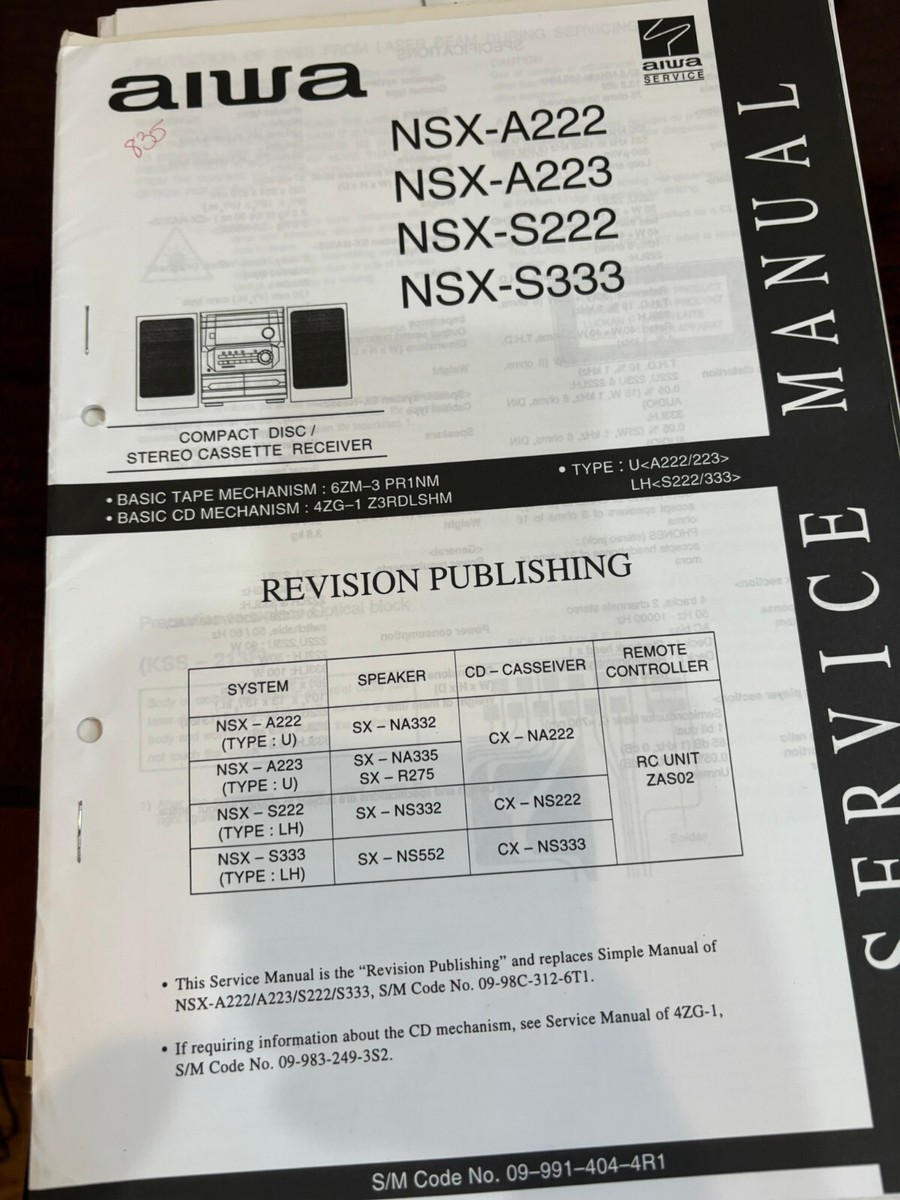 aiwa
aiwa
SERVICE
835
NSX-A222
NSX-A223
NSX-S222
NSX-S333
COMPACT DISC /
STEREO CASSETTE RECEIVER
• BASIC TAPE MECHANISM : 6ZM–3 PR1NM
• BASIC CD MECHANISM : 4ZG–1 Z3RDLSHM
• TYPE : U<A222/223>
LH<S222/333>
SERVICE MANUAL
REVISION PUBLISHING
SYSTEM SPEAKER CD – CASSEIVER REMOTE CONTROLLER
NSX – A222 (TYPE : U) SX – NA332 CX – NA222 RC UNIT ZAS02
NSX – A223 (TYPE : U) SX – NA335 SX – R275
NSX – S222 (TYPE : LH) SX – NS332 CX – NS222
NSX – S333 (TYPE : LH) SX – NS552 CX – NS333
• This Service Manual is the “Revision Publishing” and replaces Simple Manual of
NSX-A222/A223/S222/S333, S/M Code No. 09-98C-312-6T1.
• If requiring information about the CD mechanism, see Service Manual of 4ZG-1,
S/M Code No. 09-983-249-3S2.
S/M Code No. 09–991–404–4R1